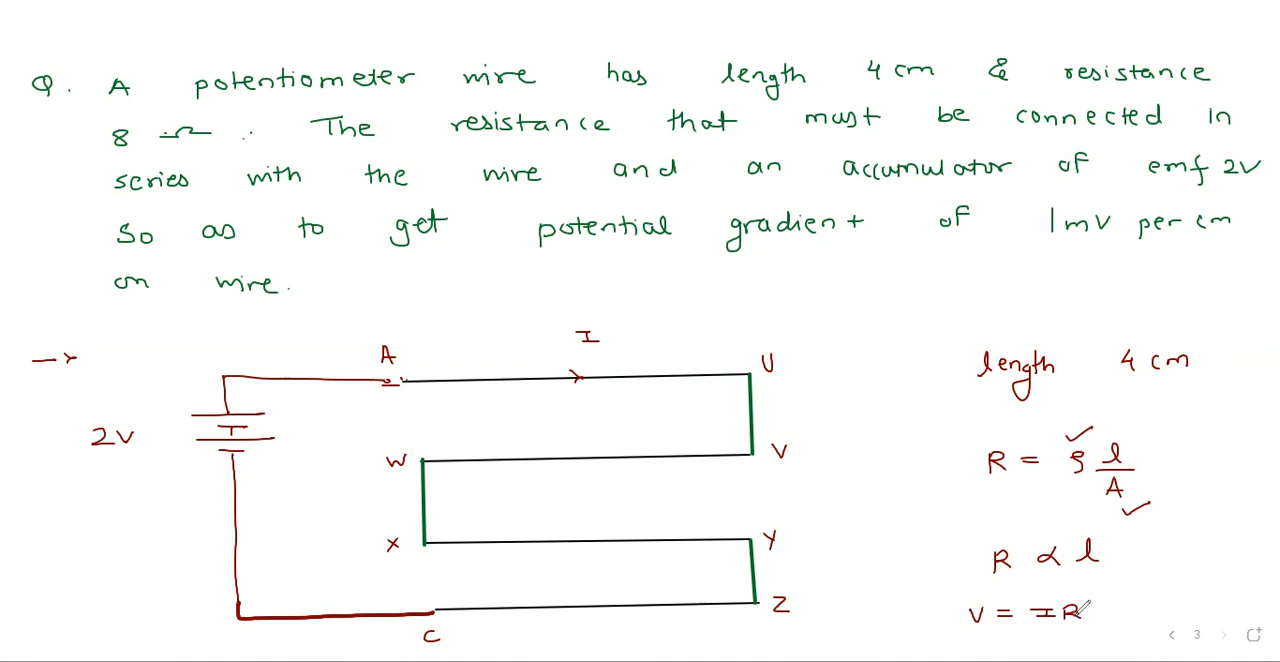 Q. A potentiometer wire has length 4 cm & resistance
8 Ω. The resistance that must be connected in
series with the wire and an accumulator of emf 2V
So as to get potential gradient of 1mV per cm
on wire.
I
A
U
length 4 cm
2V
W
V
R = ρ l/A
X
Y
R ∝ l
Z
V = IR
C
3